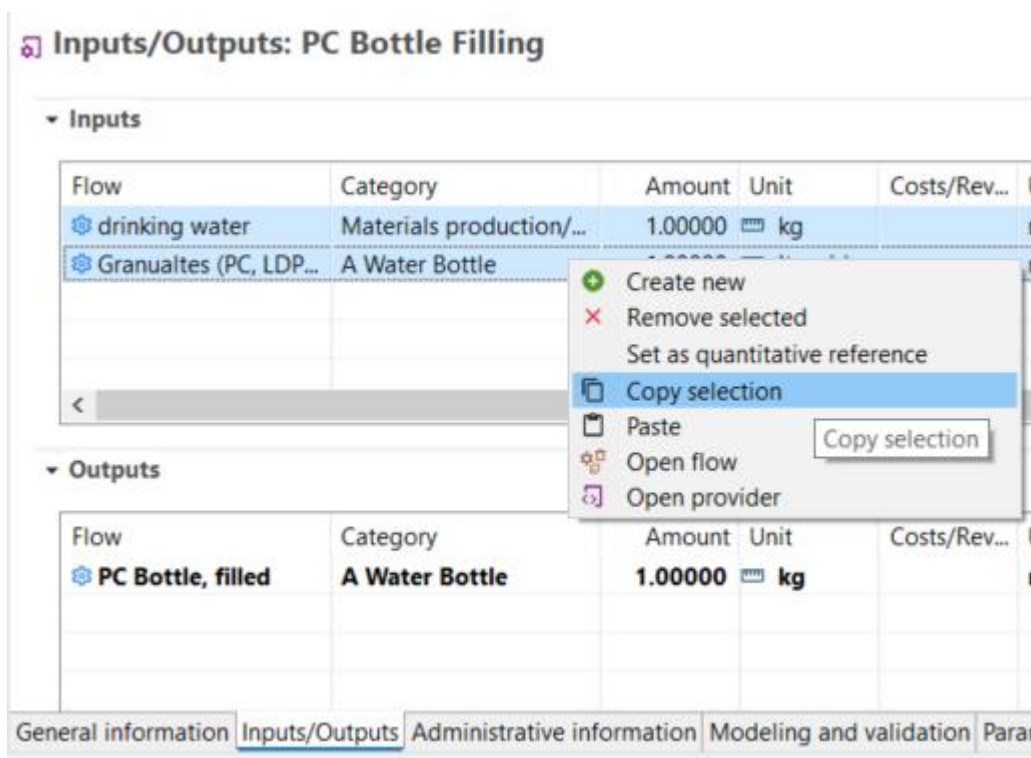 Inputs/Outputs: PC Bottle Filling
Inputs
Flow Category Amount Unit Costs/Rev...
drinking water Materials production/... 1.00000 kg
Granualtes (PC, LDP... A Water Bottle
Create new
Remove selected
Set as quantitative reference
Copy selection
Paste
Copy selection
Open flow
Open provider
Outputs
Flow Category Amount Unit Costs/Rev...
PC Bottle, filled A Water Bottle 1.00000 kg
General information Inputs/Outputs Administrative information Modeling and validation